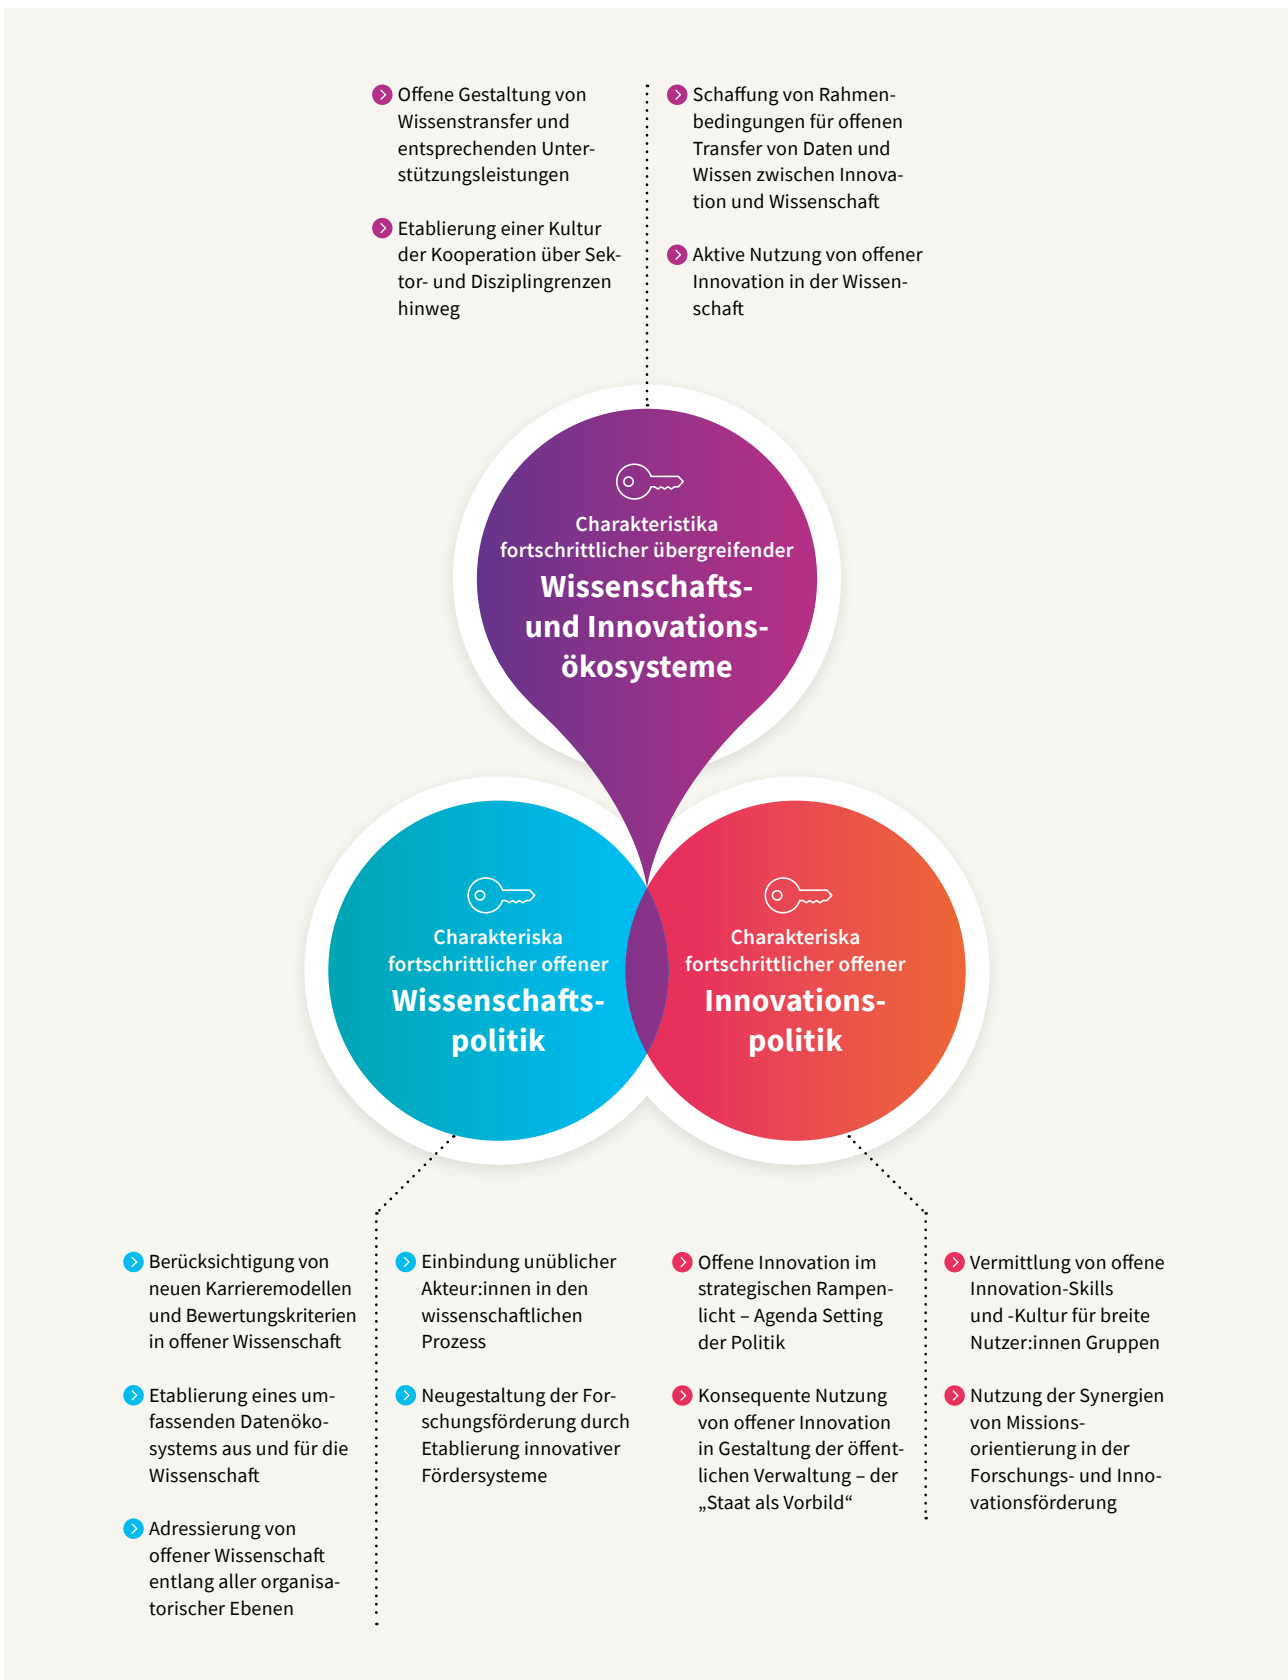 Offene Gestaltung von
Wissenstransfer und
entsprechenden Unter-
stützungsleistungen
Etablierung einer Kultur
der Kooperation über Sek-
tor- und Disziplingrenzen
hinweg
Schaffung von Rahmen-
bedingungen für offenen
Transfer von Daten und
Wissen zwischen Innova-
tion und Wissenschaft
Aktive Nutzung von offener
Innovation in der Wissen-
schaft
Charakteristika
fortschrittlicher übergreifender
Wissenschafts-
und Innovations-
ökosysteme
Charakteriska
fortschrittlicher offener
Wissenschafts-
politik
Charakteriska
fortschrittlicher offener
Innovations-
politik
Berücksichtigung von
neuen Karrieremodellen
und Bewertungskriterien
in offener Wissenschaft
Etablierung eines um-
fassenden Datenöko-
systems aus und für die
Wissenschaft
Adressierung von
offener Wissenschaft
entlang aller organisa-
torischer Ebenen
Einbindung unüblicher
Akteur:innen in den
wissenschaftlichen
Prozess
Neugestaltung der For-
schungsförderung durch
Etablierung innovativer
Fördersysteme
Offene Innovation im
strategischen Rampen-
licht – Agenda Setting
der Politik
Konsequente Nutzung
von offener Innovation
in Gestaltung der öffent-
lichen Verwaltung – der
„Staat als Vorbild“
Vermittlung von offene
Innovation-Skills
und -Kultur für breite
Nutzer:innen Gruppen
Nutzung der Synergien
von Missions-
orientierung in der
Forschungs- und Inno-
vationsförderung